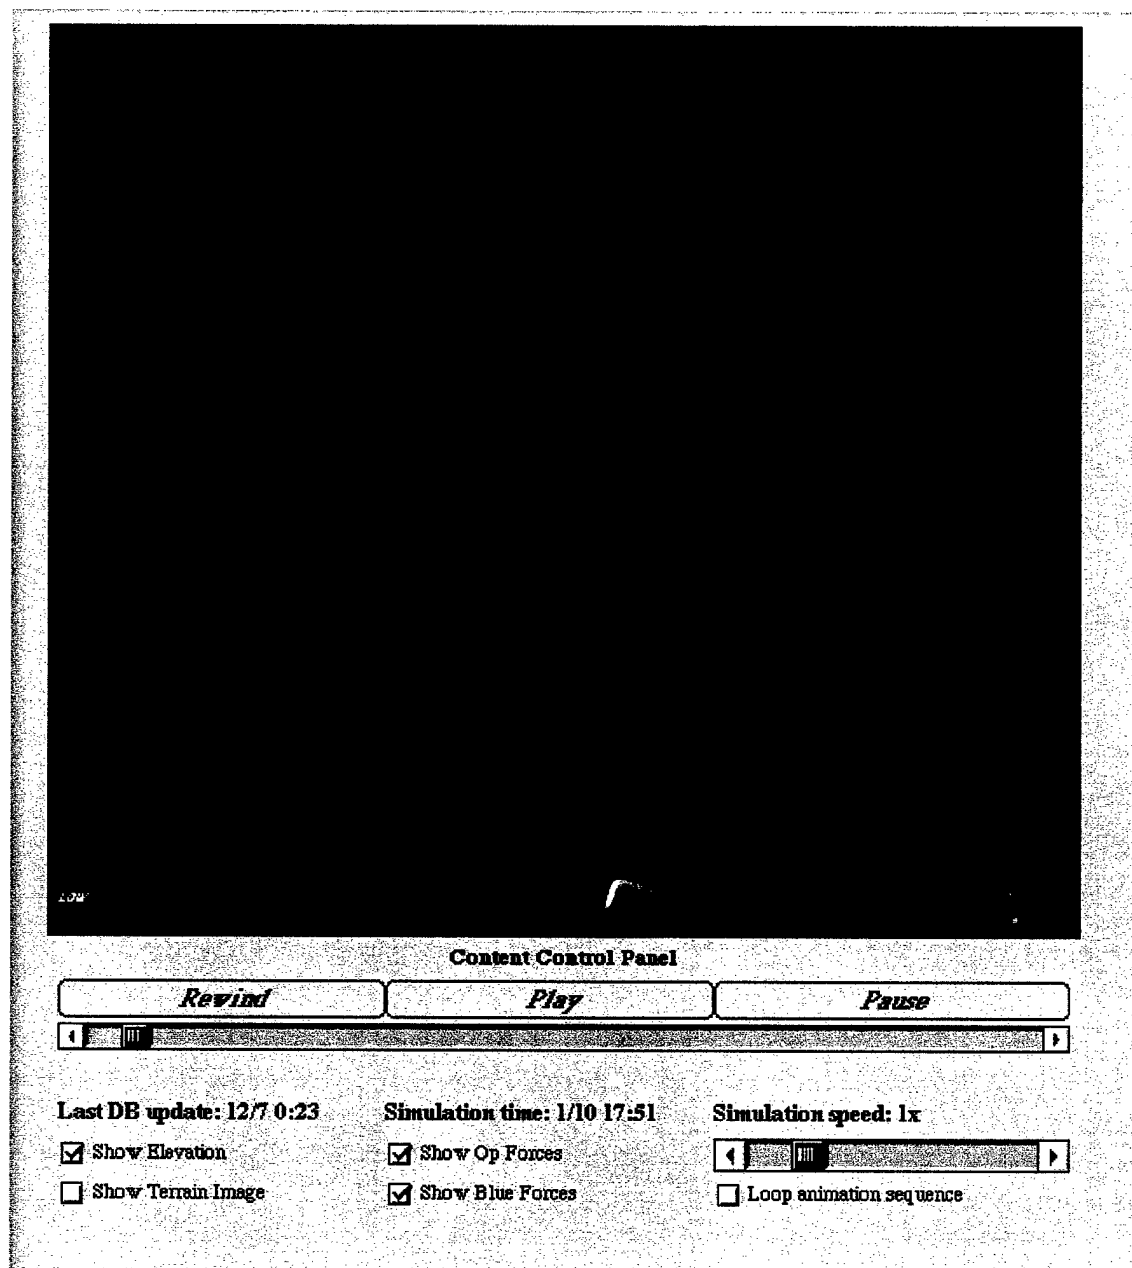 Low
Content Control Panel
Rewind Play Pause
Last DB update: 12/7 0:23 Simulation time: 1/10 17:51 Simulation speed: 1x
Show Elevation Show Op Forces
Show Terrain Image Show Blue Forces Loop animation sequence